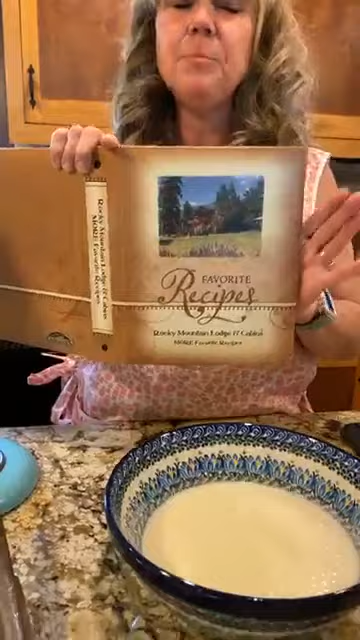 Rocky Mountain Lodge & Cabins
MORE Favorite Recipes
FAVORITE
Recipes
Rocky Mountain Lodge & Cabins
MORE Favorite Recipes